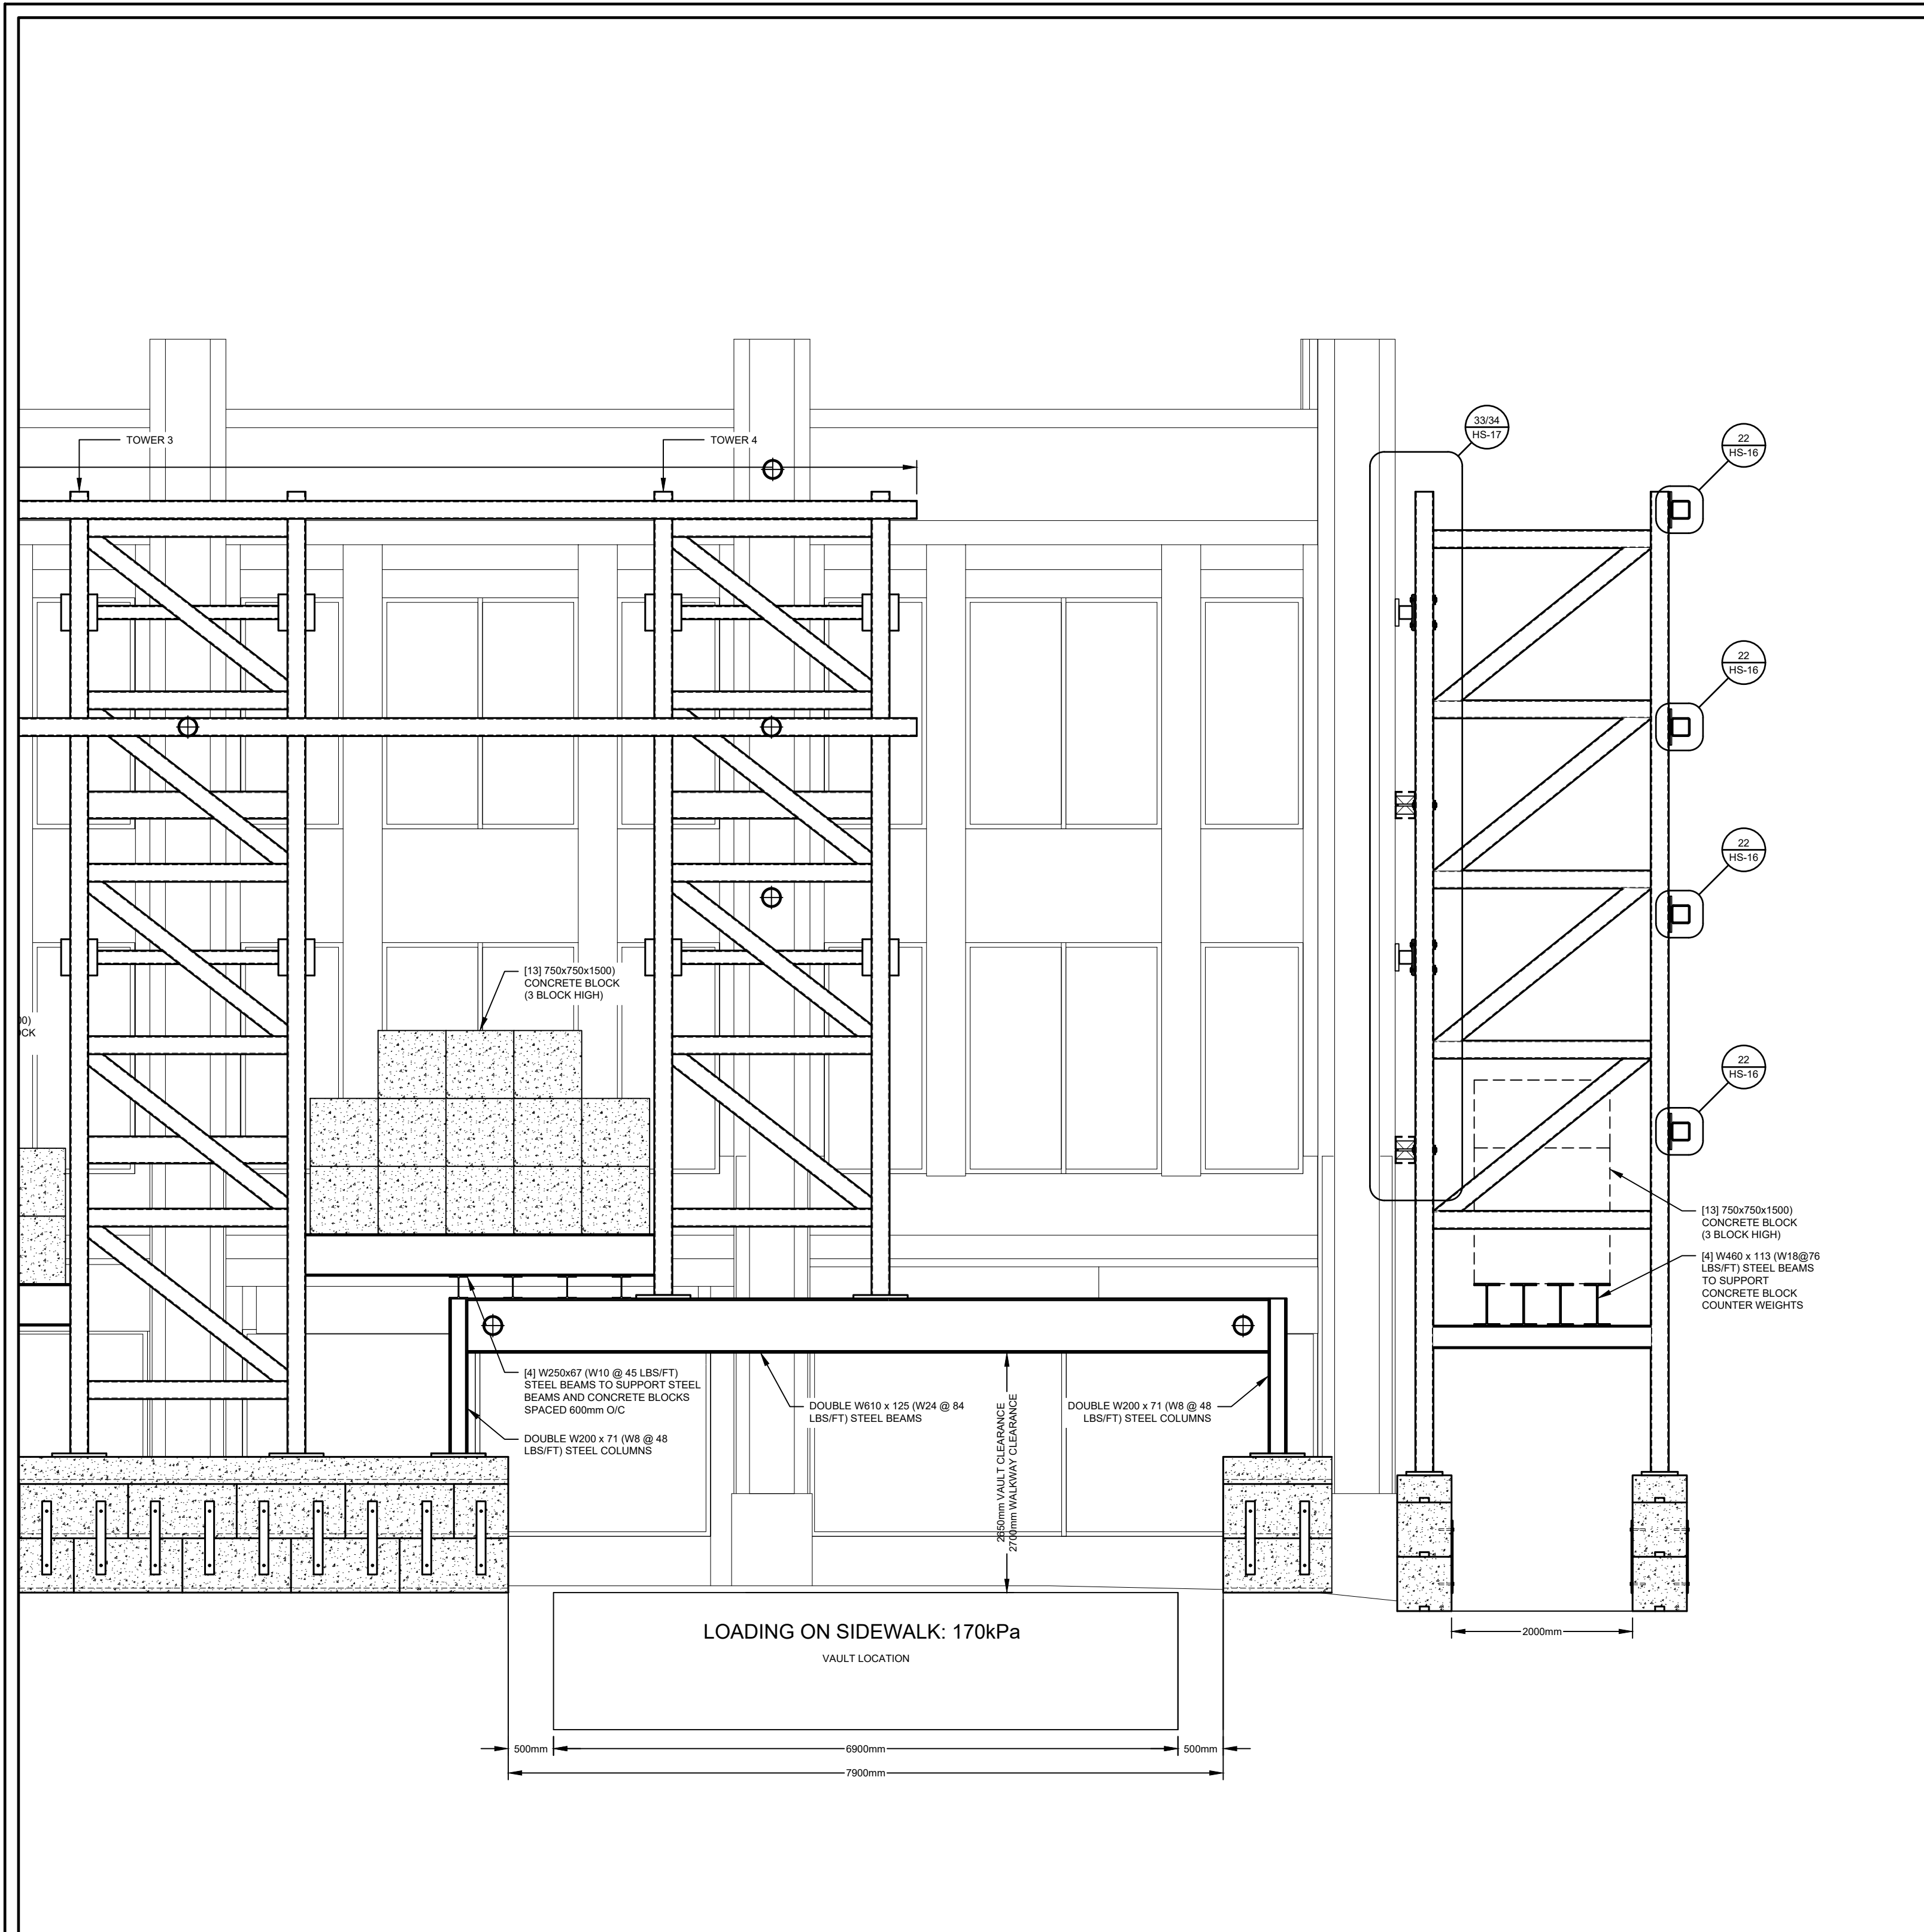 33/34
HS-17
22
HS-16
TOWER 3
TOWER 4
22
HS-16
22
HS-16
[13] 750x750x1500)
CONCRETE BLOCK
(3 BLOCK HIGH)
00)
OCK
22
HS-16
[13] 750x750x1500)
CONCRETE BLOCK
(3 BLOCK HIGH)
[4] W460 x 113 (W18@76
LBS/FT) STEEL BEAMS
TO SUPPORT
CONCRETE BLOCK
COUNTER WEIGHTS
[4] W250x67 (W10 @ 45 LBS/FT)
STEEL BEAMS TO SUPPORT STEEL
BEAMS AND CONCRETE BLOCKS
SPACED 600mm O/C
DOUBLE W200 x 71 (W8 @ 48
LBS/FT) STEEL COLUMNS
DOUBLE W610 x 125 (W24 @ 84
LBS/FT) STEEL BEAMS
2650mm VAULT CLEARANCE
2700mm WALKWAY CLEARANCE
DOUBLE W200 x 71 (W8 @ 48
LBS/FT) STEEL COLUMNS
LOADING ON SIDEWALK: 170kPa
VAULT LOCATION
2000mm
500mm
6900mm
500mm
7900mm